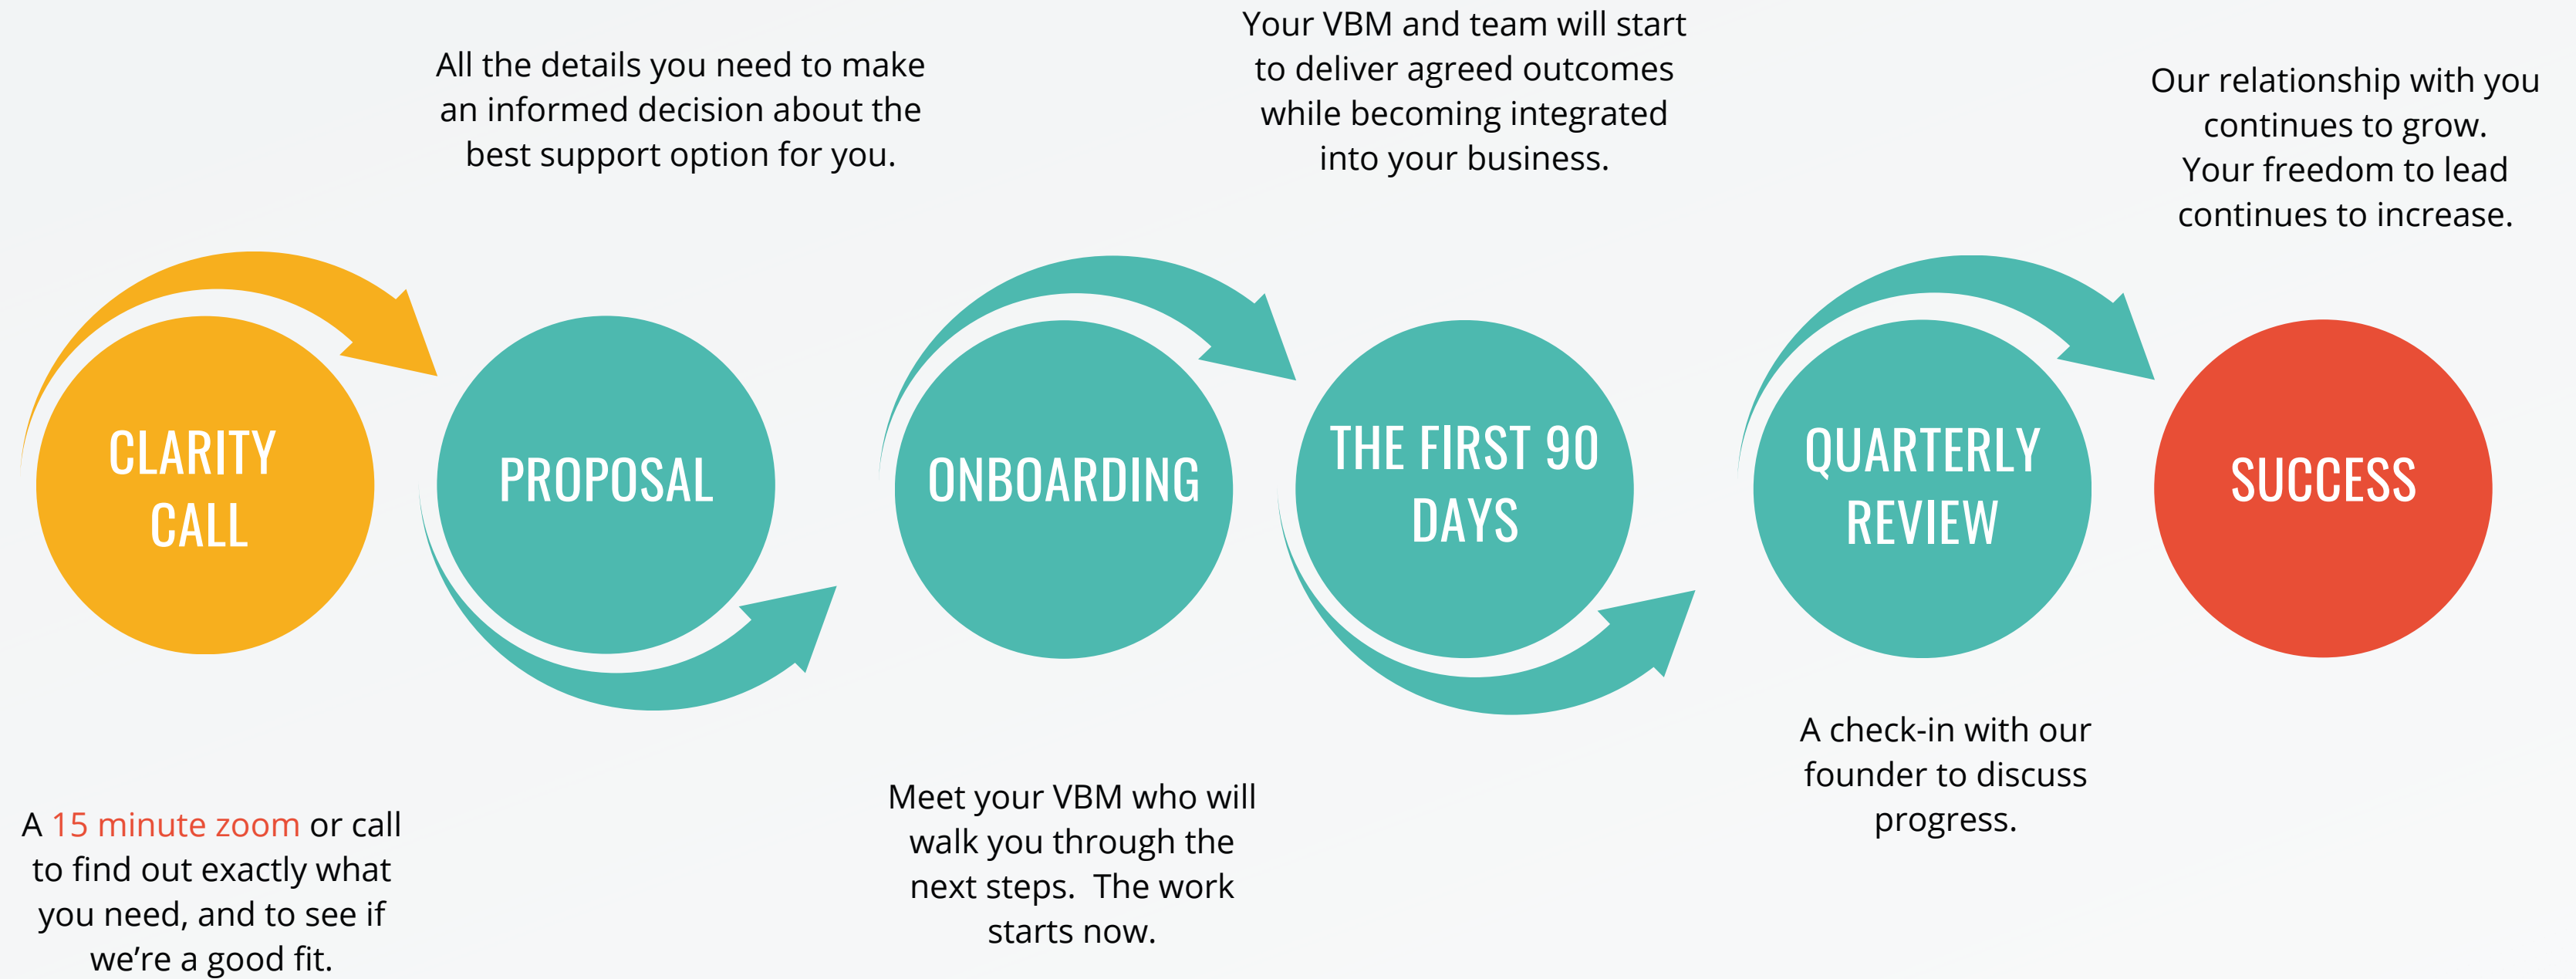 CLARITY
CALL
A 15 minute zoom or call
to find out exactly what
you need, and to see if
we’re a good fit.
All the details you need to make
an informed decision about the
best support option for you.
PROPOSAL
ONBOARDING
Meet your VBM who will
walk you through the
next steps.  The work
starts now.
Your VBM and team will start
to deliver agreed outcomes
while becoming integrated
into your business.
THE FIRST 90
DAYS
QUARTERLY
REVIEW
A check-in with our
founder to discuss
progress.
Our relationship with you
continues to grow.
Your freedom to lead
continues to increase.
SUCCESS